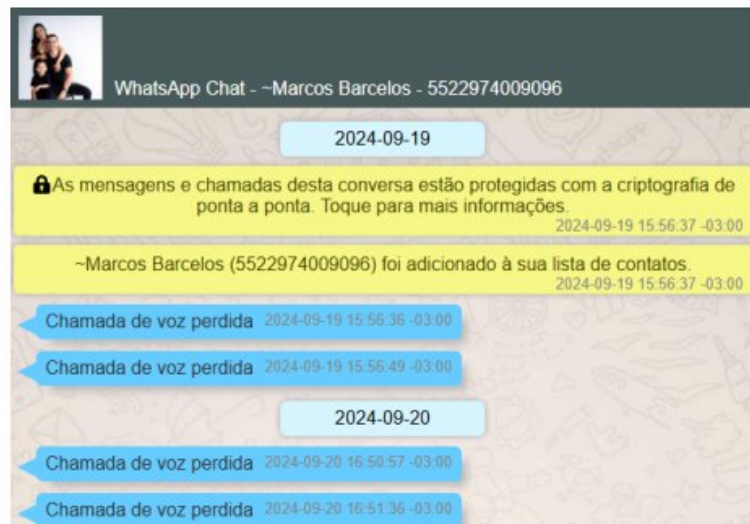 WhatsApp Chat - ~Marcos Barcelos - 5522974009096
2024-09-19
As mensagens e chamadas desta conversa estão protegidas com a criptografia de
ponta a ponta. Toque para mais informações.
2024-09-19 15:56:37 -03:00
~Marcos Barcelos (5522974009096) foi adicionado à sua lista de contatos.
2024-09-19 15:56:37 -03:00
Chamada de voz perdida 2024-09-19 15:56:36 -03:00
Chamada de voz perdida 2024-09-19 15:56:49 -03:00
2024-09-20
Chamada de voz perdida 2024-09-20 16:50:57 -03:00
Chamada de voz perdida 2024-09-20 16:51:36 -03:00